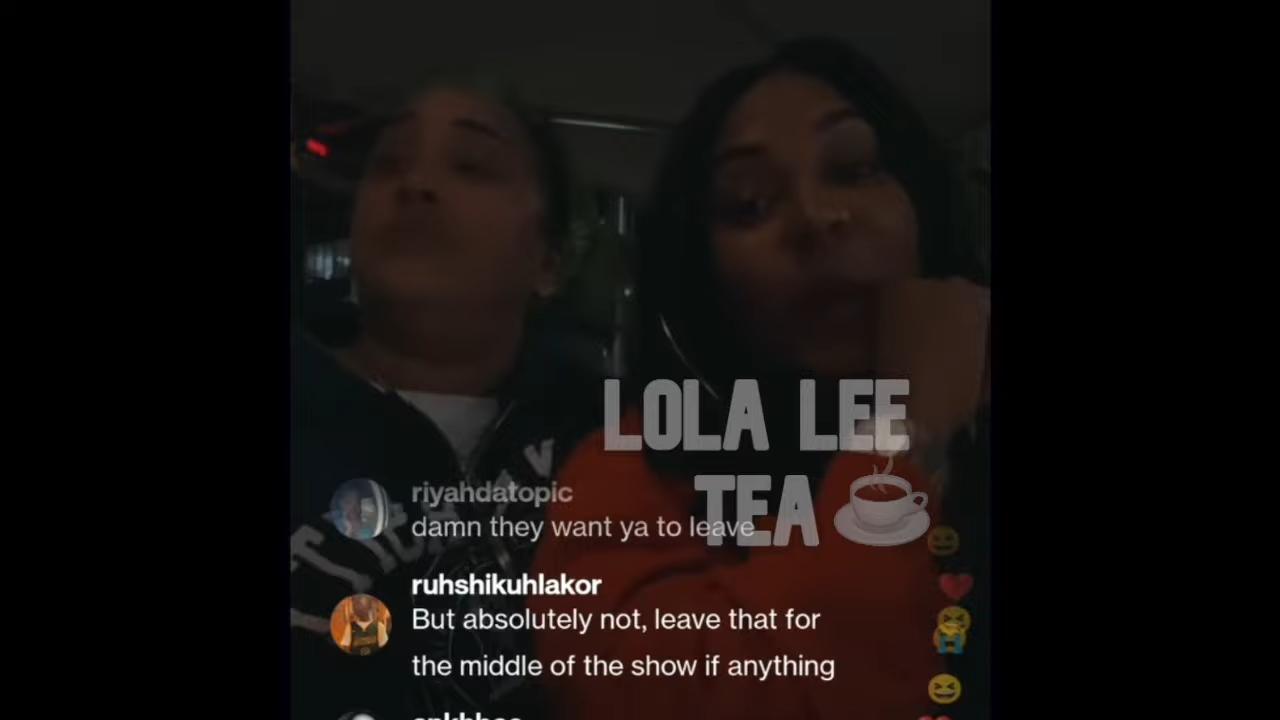 LOLA LEE
TEA
riyahdatopic
damn they want ya to leave
ruhshikuhlakor
But absolutely not, leave that for
the middle of the show if anything